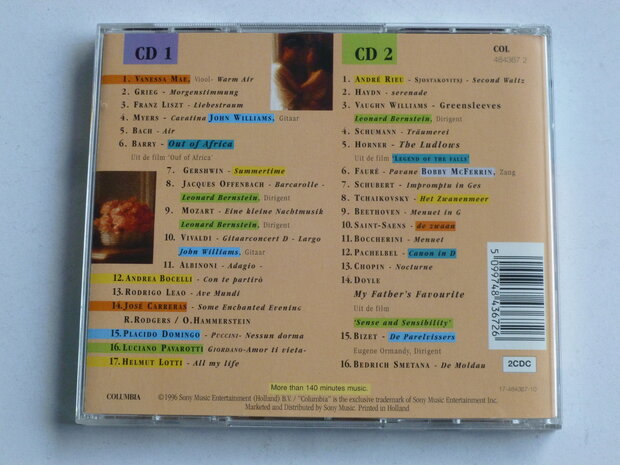 CD 1
1. Vanessa Mae, Viool- Warm Air
2. Grieg - Morgenstimmung
3. Franz Liszt - Liebestraum
4. Myers - Cavatina John Williams, Gitaar
5. Bach - Air
6. Barry - Out of Africa
Uit de film 'Out of Africa'
7. Gershwin - Summertime
8. Jacques Offenbach - Barcarolle -
Leonard Bernstein, Dirigent
9. Mozart - Eine kleine Nachtmusik
Leonard Bernstein, Dirigent
10. Vivaldi - Gitaarconcert D - Largo
John Williams, Gitaar
11. Albinoni - Adagio -
12. Andrea Bocelli - Con te partirò
13. Rodrigo Leao - Ave Mundi
14. José Carreras - Some Enchanted Evening
R. Rodgers / O. Hammerstein
15. Placido Domingo - Puccini- Nessun dorma
16. Luciano Pavarotti Giordano-Amor ti vieta-
17. Helmut Lotti - All my life
CD 2
COL
484367 2
1. André Rieu - Sjostakovitsj - Second Waltz
2. Haydn - serenade
3. Vaughn Williams - Greensleeves
Leonard Bernstein, Dirigent
4. Schumann - Träumerei
5. Horner - The Ludlows
Uit de film 'Legend of the falls'
6. Fauré - Pavane Bobby McFerrin, Zang
7. Schubert - Impromptu in Ges
8. Tchaikovsky - Het Zwanenmeer
9. Beethoven - Menuet in G
10. Saint-Saens - de zwaan
11. Boccherini - Menuet
12. Pachelbel - Canon in D
13. Chopin - Nocturne
14. Doyle
My Father's Favourite
Uit de film
'Sense and Sensibility'
15. Bizet - De Parelvissers
Eugene Ormandy, Dirigent
16. Bedrich Smetana - De Moldau
5 099748 436726
2CDC
17-484367-10
More than 140 minutes music.
COLUMBIA
©1996 Sony Music Entertainment (Holland) B.V./ "Columbia" is the exclusive trademark of Sony Music Entertainment.
Marketed and Distributed by Sony Music. Printed in Holland